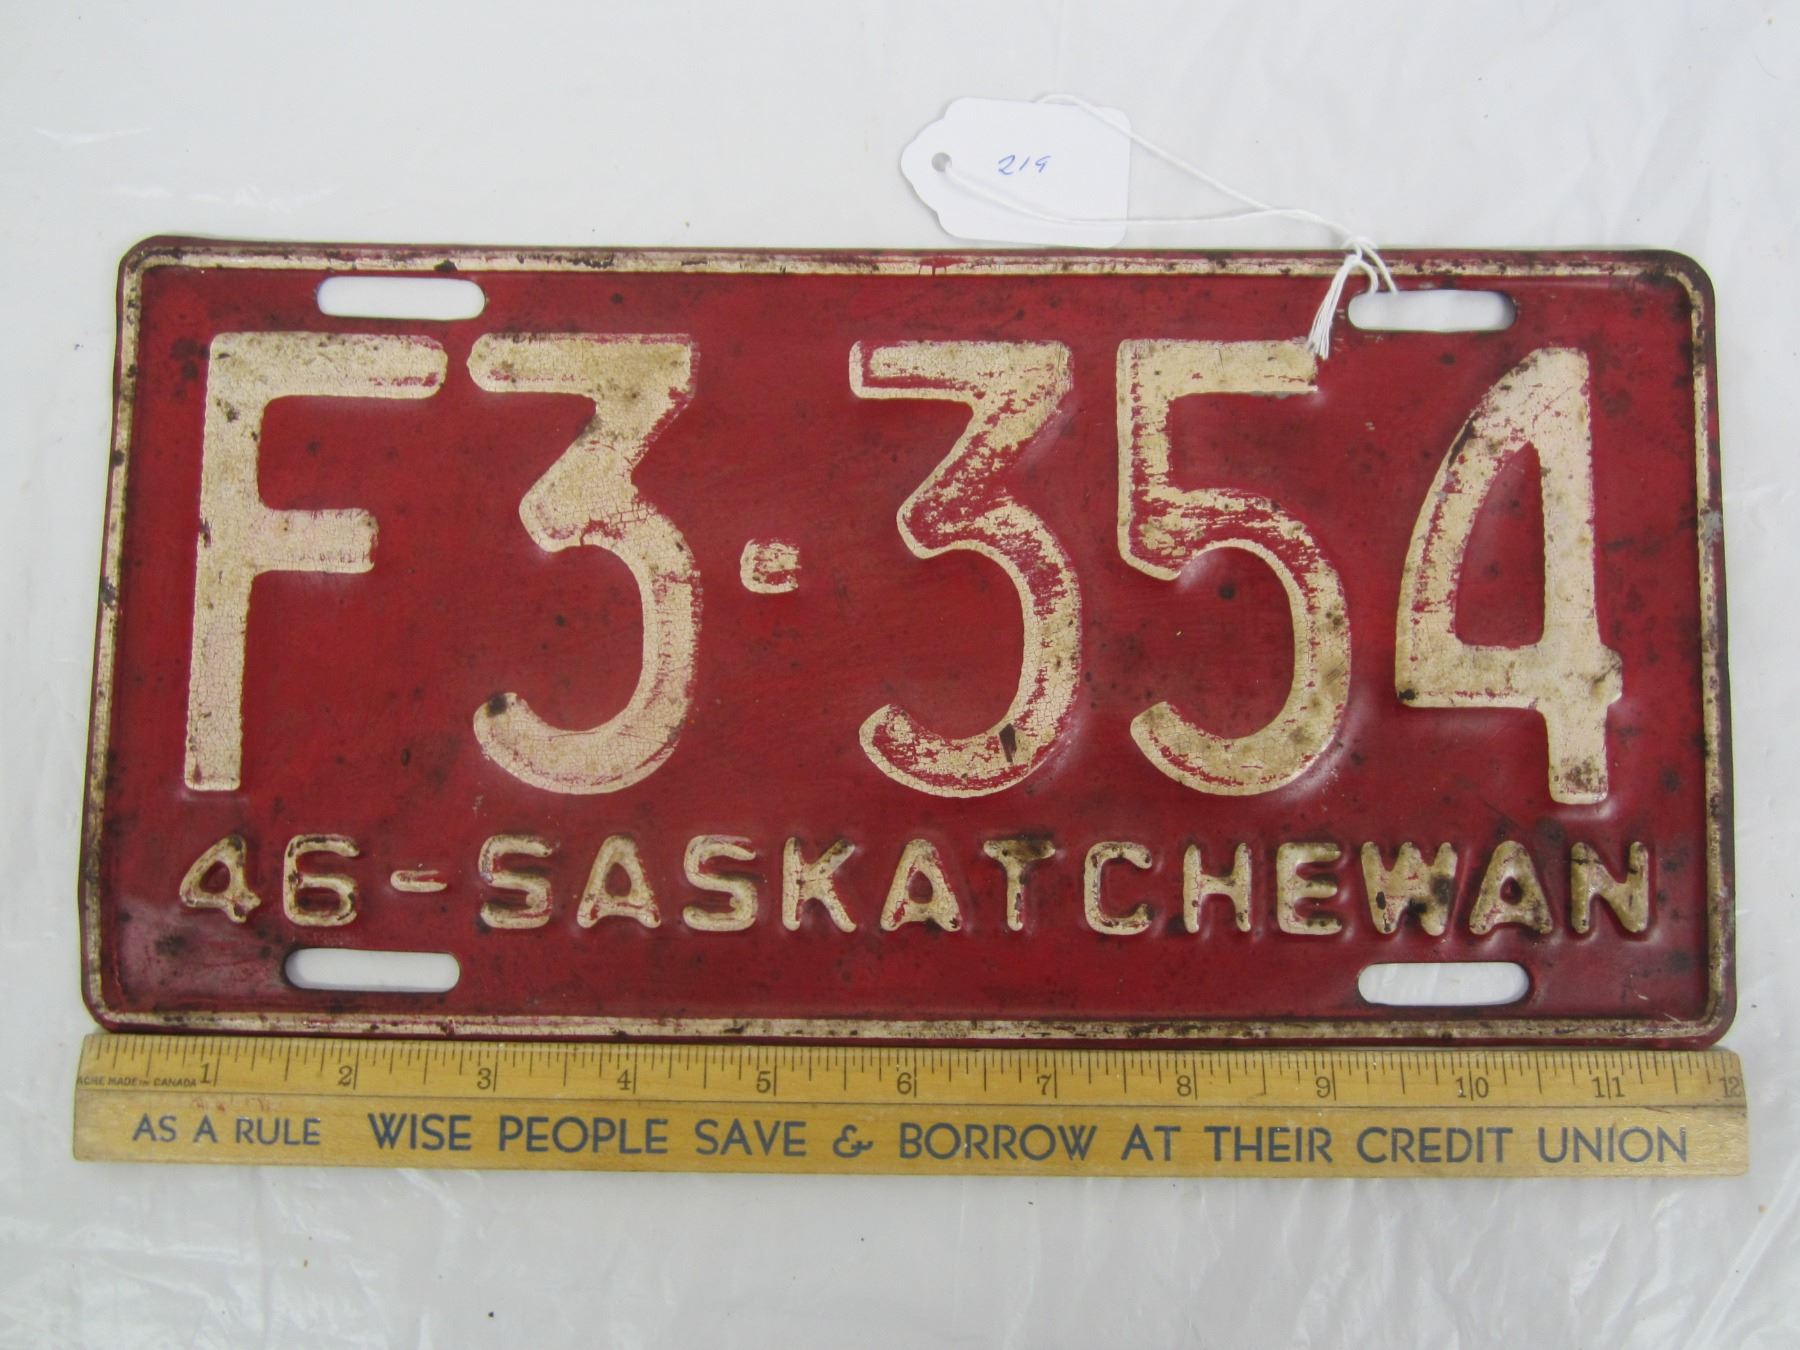 219
F3-354
46-SASKATCHEWAN
1 2 3 4 5 6 7 8 9 10 11 12
ACME MADE IN CANADA
AS A RULE WISE PEOPLE SAVE & BORROW AT THEIR CREDIT UNION